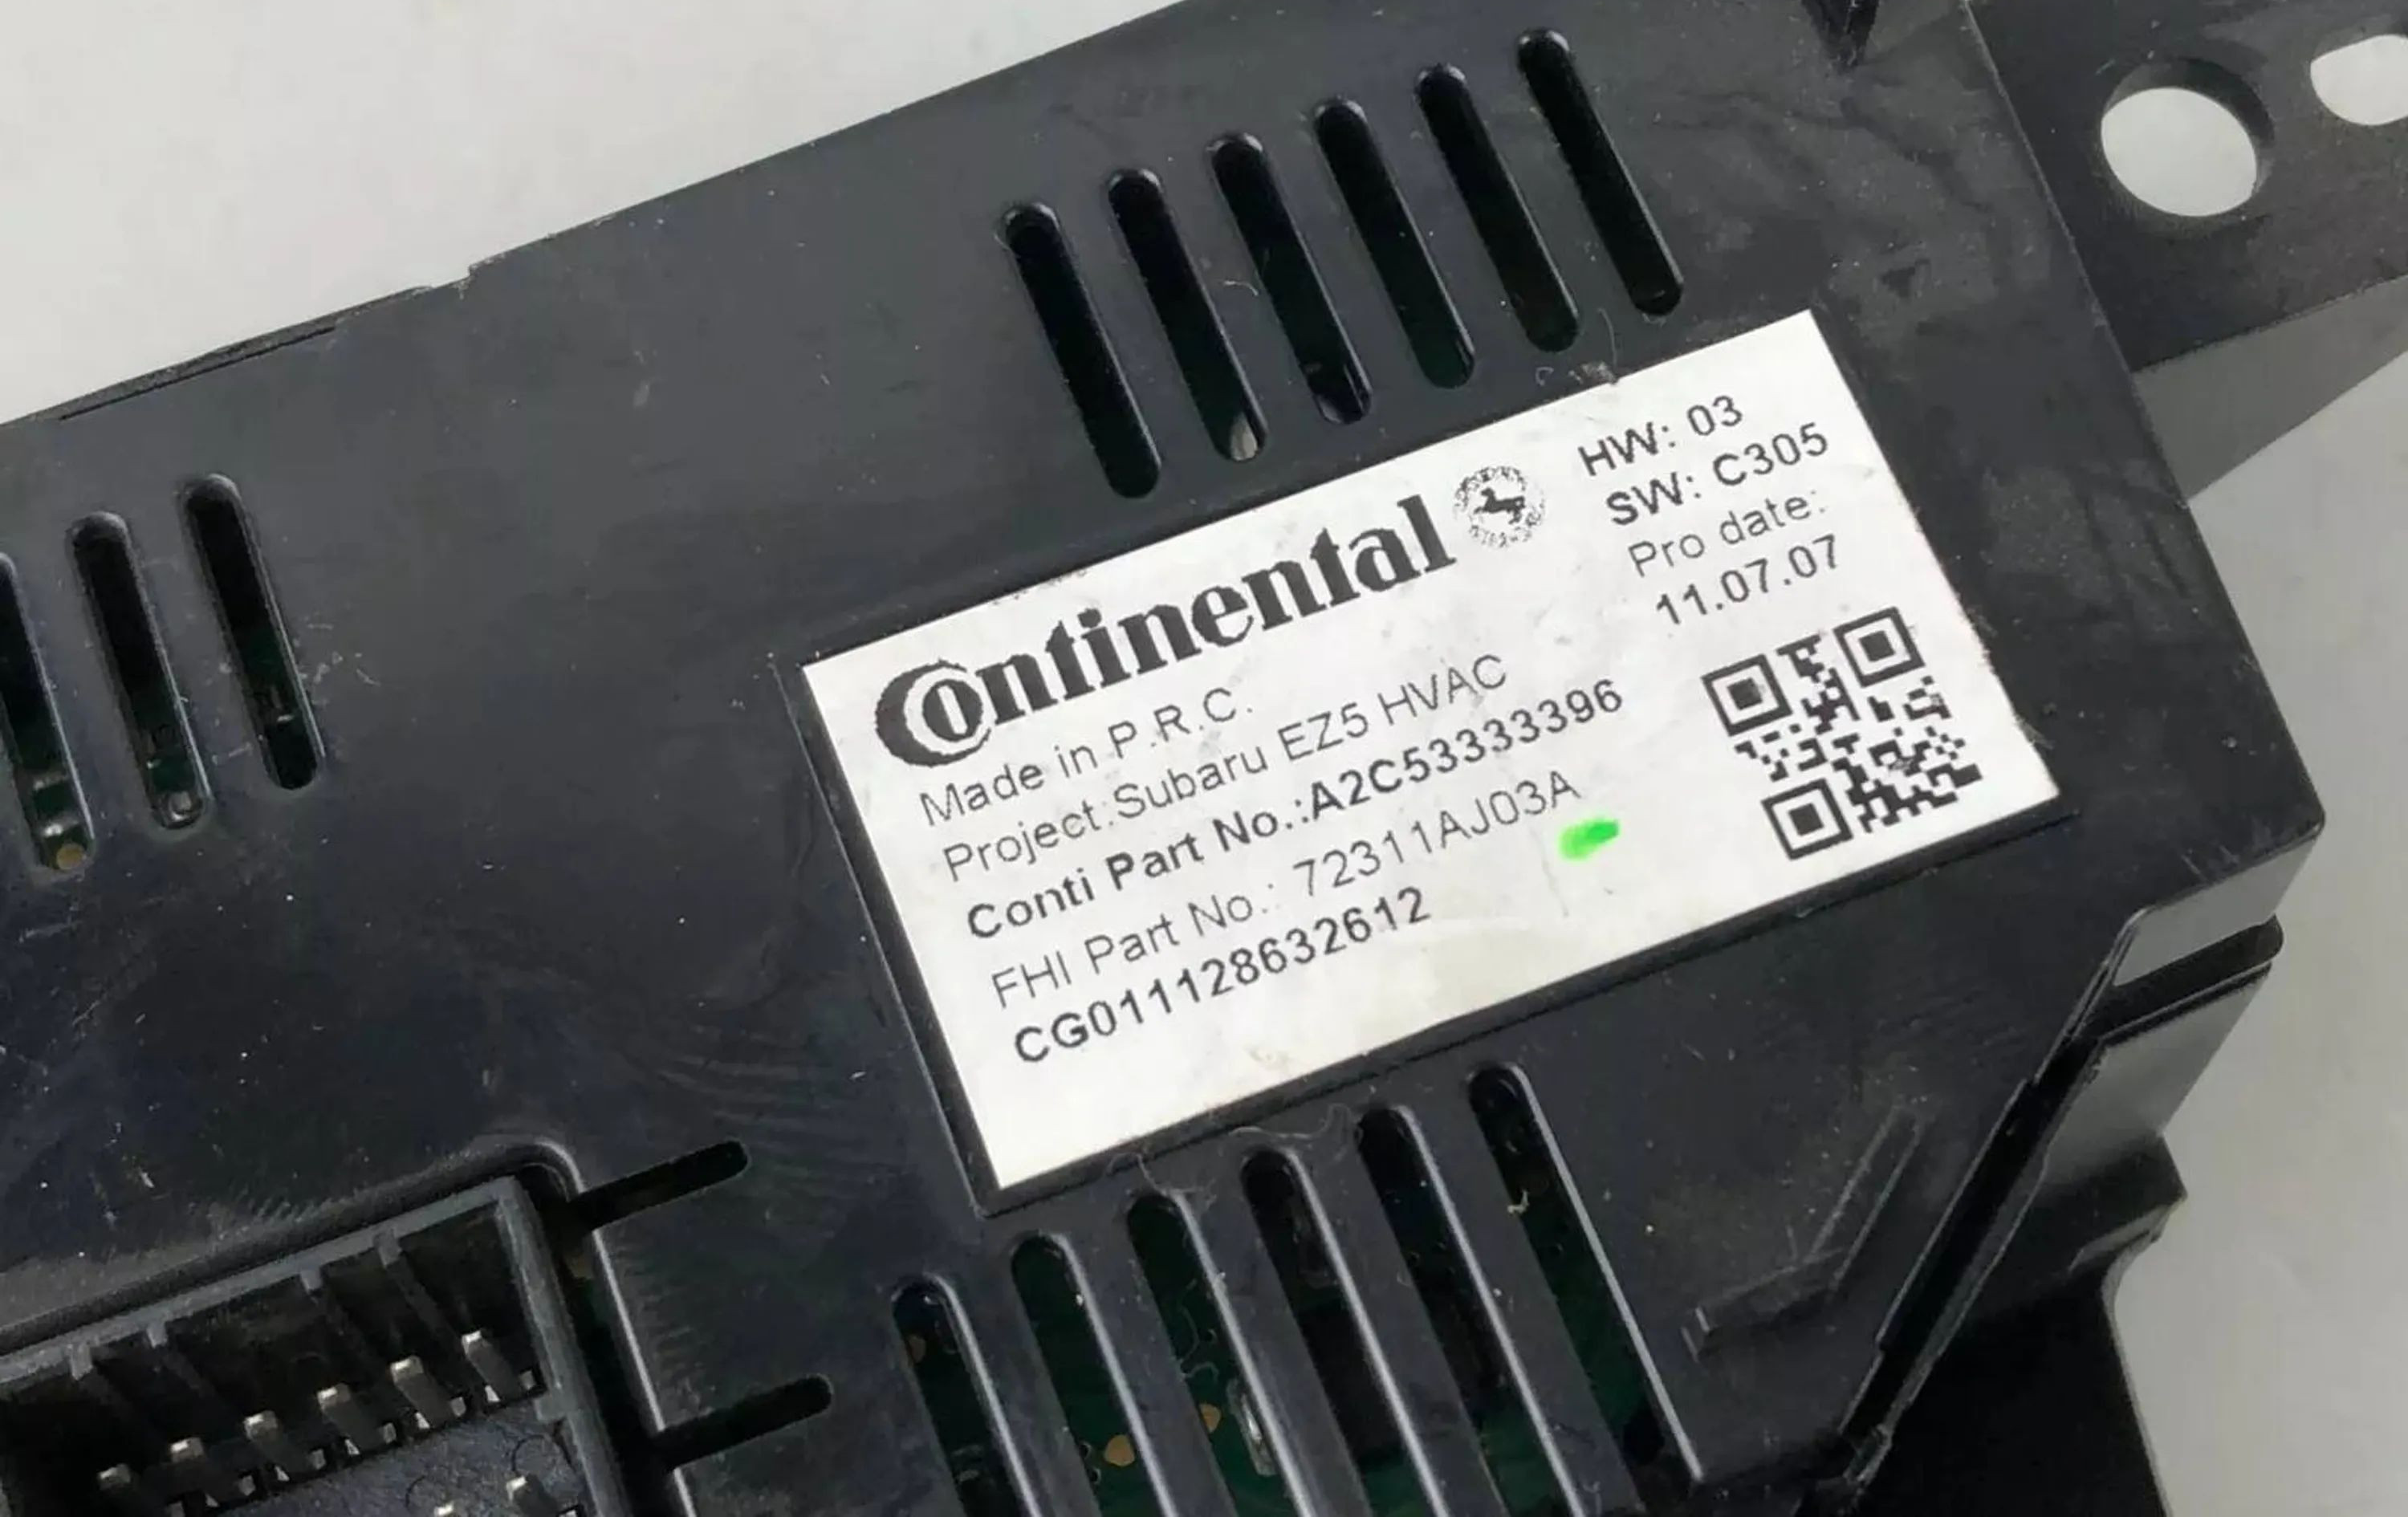 Continental
HW: 03
SW: C305
Pro date:
11.07.07
Made in P.R.C.
Project:Subaru EZ5 HVAC
Conti Part No.:A2C53333396
FHI Part No.: 72311AJ03A
CG011128632612